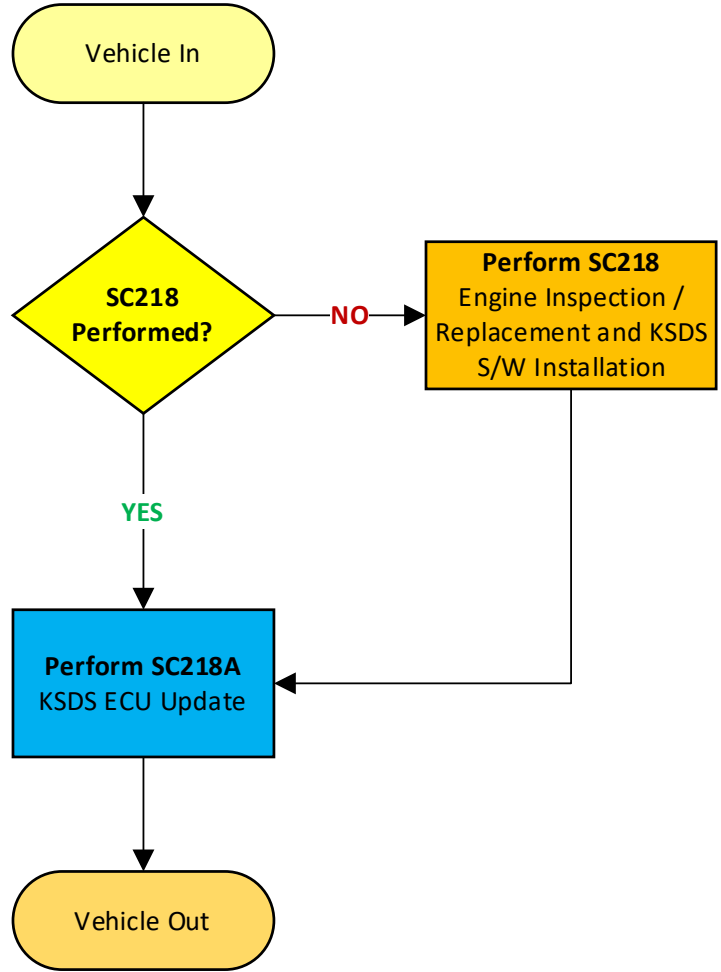 Vehicle In
SC218
Performed?
NO
Perform SC218
Engine Inspection /
Replacement and KSDS
S/W Installation
YES
Perform SC218A
KSDS ECU Update
Vehicle Out